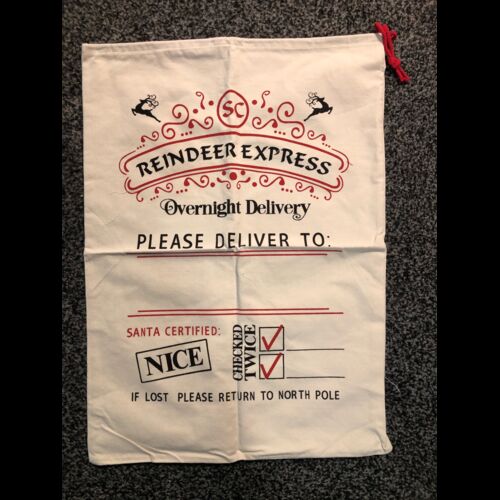 SC
REINDEER EXPRESS
Overnight Delivery
PLEASE DELIVER TO:
SANTA CERTIFIED:
NICE
CHECKED
TWICE
IF LOST PLEASE RETURN TO NORTH POLE